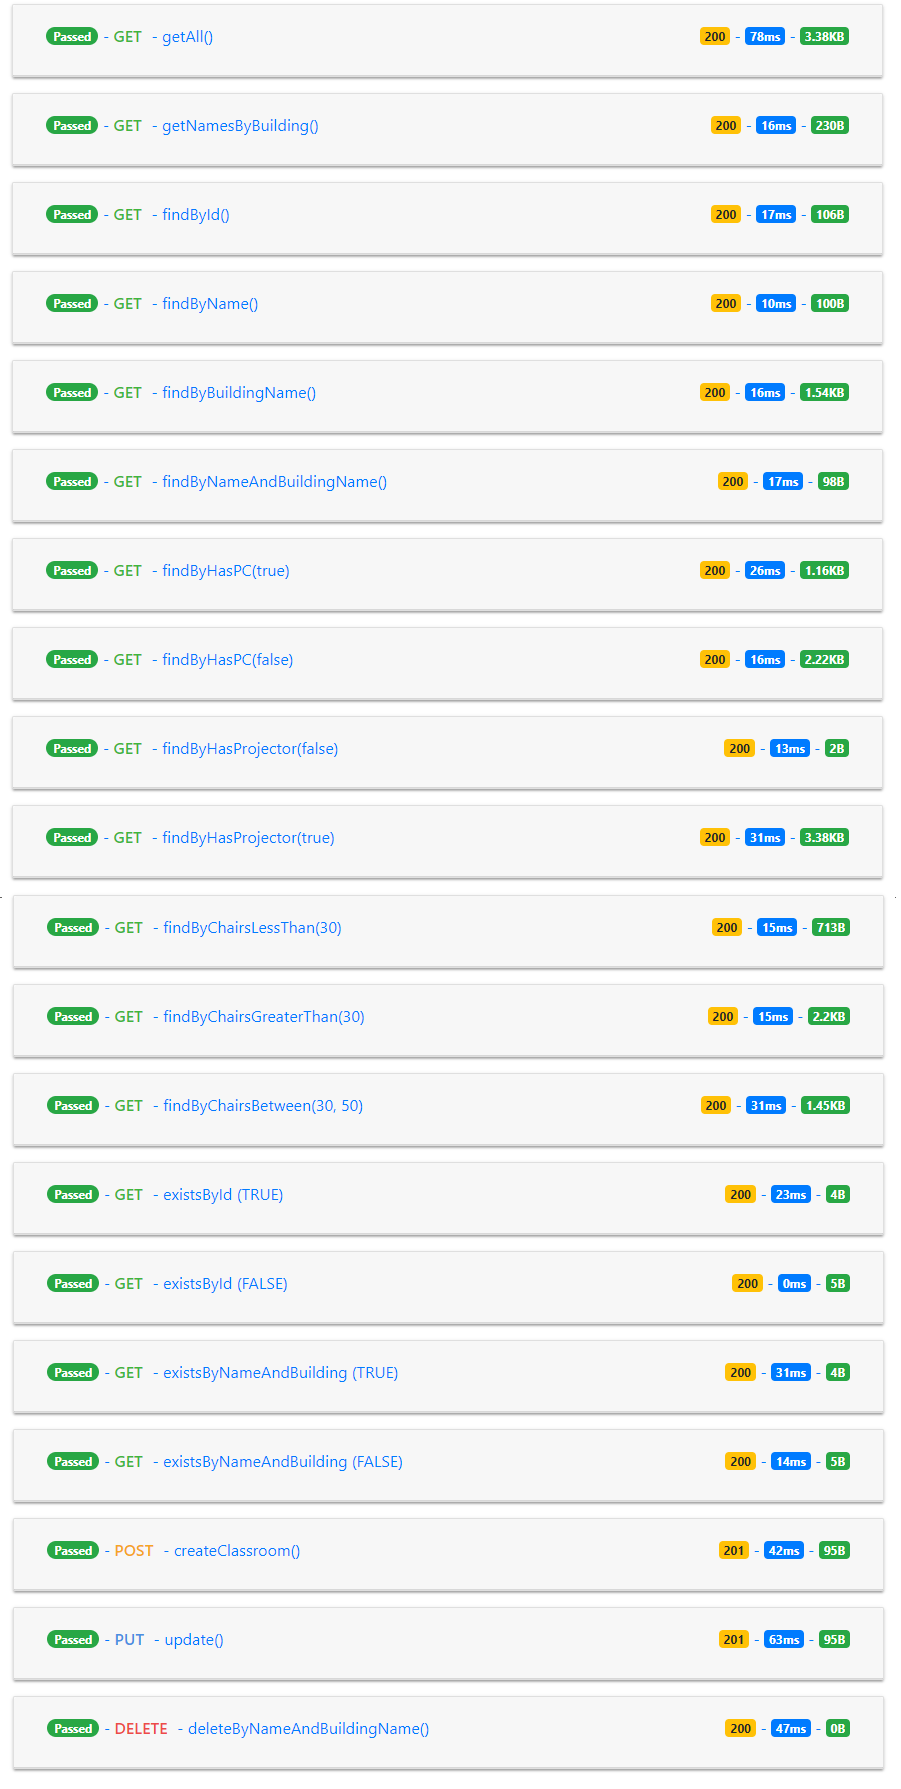 Passed - GET - getAll() 200 - 78ms - 3.38KB
Passed - GET - getNamesByBuilding() 200 - 16ms - 230B
Passed - GET - findById() 200 - 17ms - 106B
Passed - GET - findByName() 200 - 10ms - 100B
Passed - GET - findByBuildingName() 200 - 16ms - 1.54KB
Passed - GET - findByNameAndBuildingName() 200 - 17ms - 98B
Passed - GET - findByHasPC(true) 200 - 26ms - 1.16KB
Passed - GET - findByHasPC(false) 200 - 16ms - 2.22KB
Passed - GET - findByHasProjector(false) 200 - 13ms - 2B
Passed - GET - findByHasProjector(true) 200 - 31ms - 3.38KB
Passed - GET - findByChairsLessThan(30) 200 - 15ms - 713B
Passed - GET - findByChairsGreaterThan(30) 200 - 15ms - 2.2KB
Passed - GET - findByChairsBetween(30, 50) 200 - 31ms - 1.45KB
Passed - GET - existsById (TRUE) 200 - 23ms - 4B
Passed - GET - existsById (FALSE) 200 - 0ms - 5B
Passed - GET - existsByNameAndBuilding (TRUE) 200 - 31ms - 4B
Passed - GET - existsByNameAndBuilding (FALSE) 200 - 14ms - 5B
Passed - POST - createClassroom() 201 - 42ms - 95B
Passed - PUT - update() 201 - 63ms - 95B
Passed - DELETE - deleteByNameAndBuildingName() 200 - 47ms - 0B